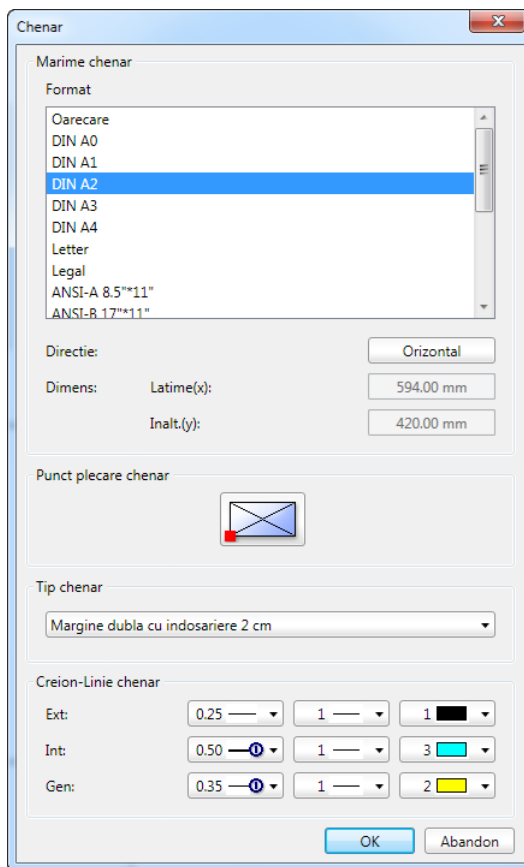 Chenar
Marime chenar
Format
Oarecare
DIN A0
DIN A1
DIN A2
DIN A3
DIN A4
Letter
Legal
ANSI-A 8.5"*11"
ANSI-B 17"*11"
Directie: Orizontal
Dimens: Latime(x): 594.00 mm
Inalt.(y): 420.00 mm
Punct plecare chenar
Tip chenar
Margine dubla cu indosariere 2 cm
Creion-Linie chenar
Ext: 0.25 1 1
Int: 0.50 1 3
Gen: 0.35 1 2
OK Abandon